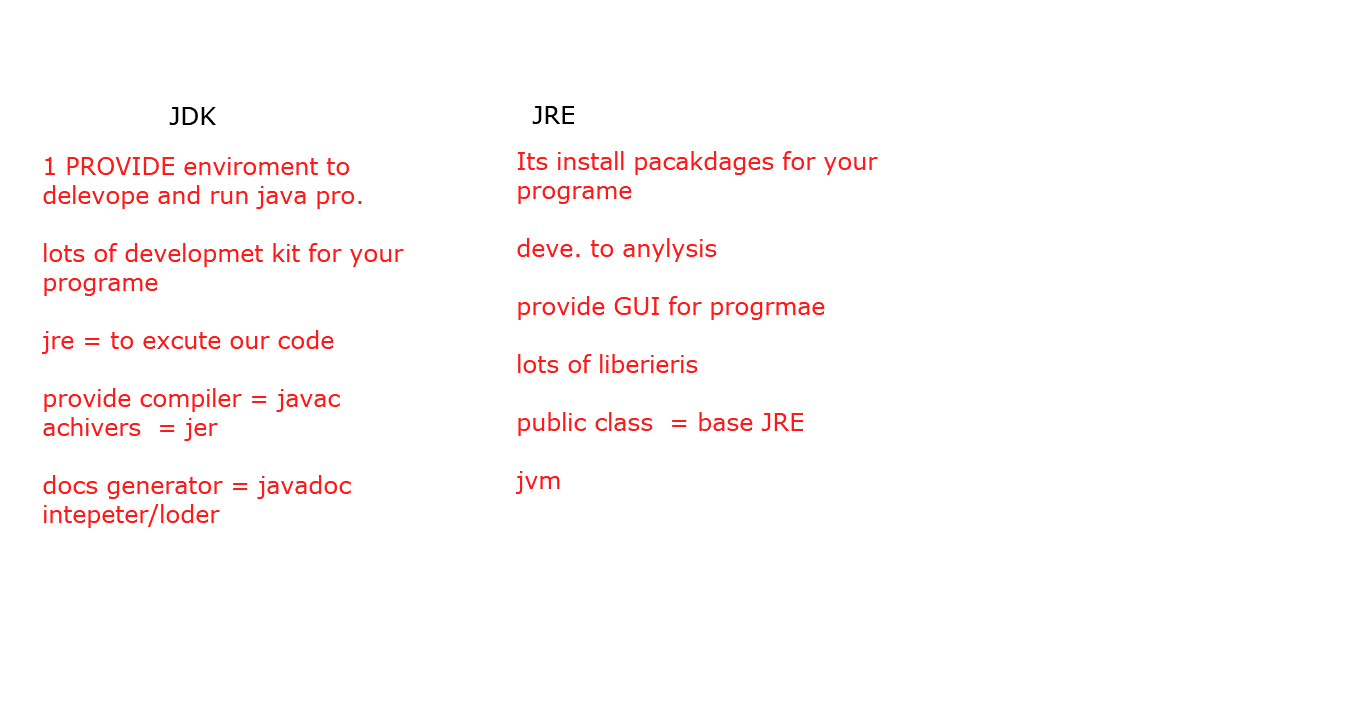 JDK
1 PROVIDE enviroment to
delevope and run java pro.
lots of developmet kit for your
programe
jre = to excute our code
provide compiler = javac
achivers  = jer
docs generator = javadoc
intepeter/loder
JRE
Its install pacakdages for your
programe
deve. to anylysis
provide GUI for progrmae
lots of liberieris
public class  = base JRE
jvm